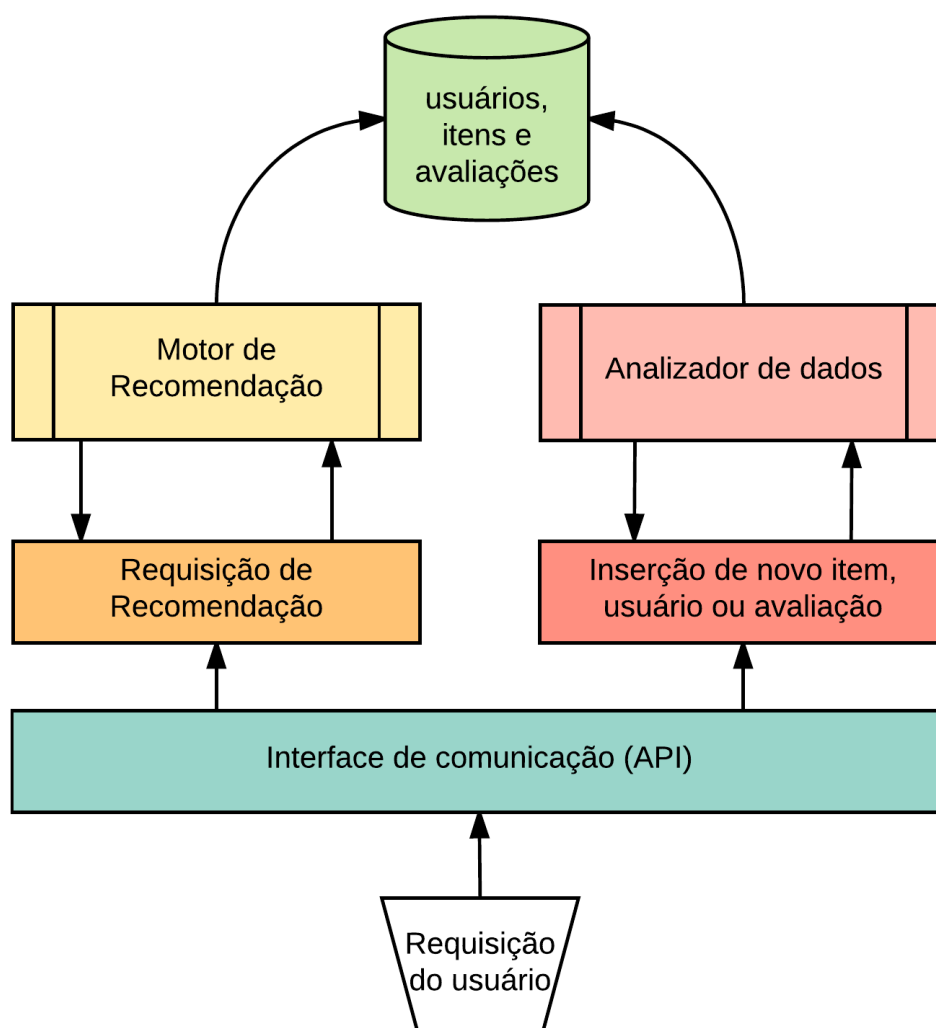 usuários,
itens e
avaliações
Motor de
Recomendação
Analizador de dados
Requisição de
Recomendação
Inserção de novo item,
usuário ou avaliação
Interface de comunicação (API)
Requisição
do usuário